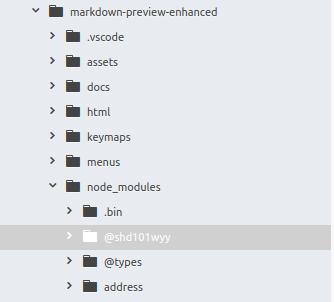 markdown-preview-enhanced
.vscode
assets
docs
html
keymaps
menus
node_modules
.bin
@shd101wyy
@types
address